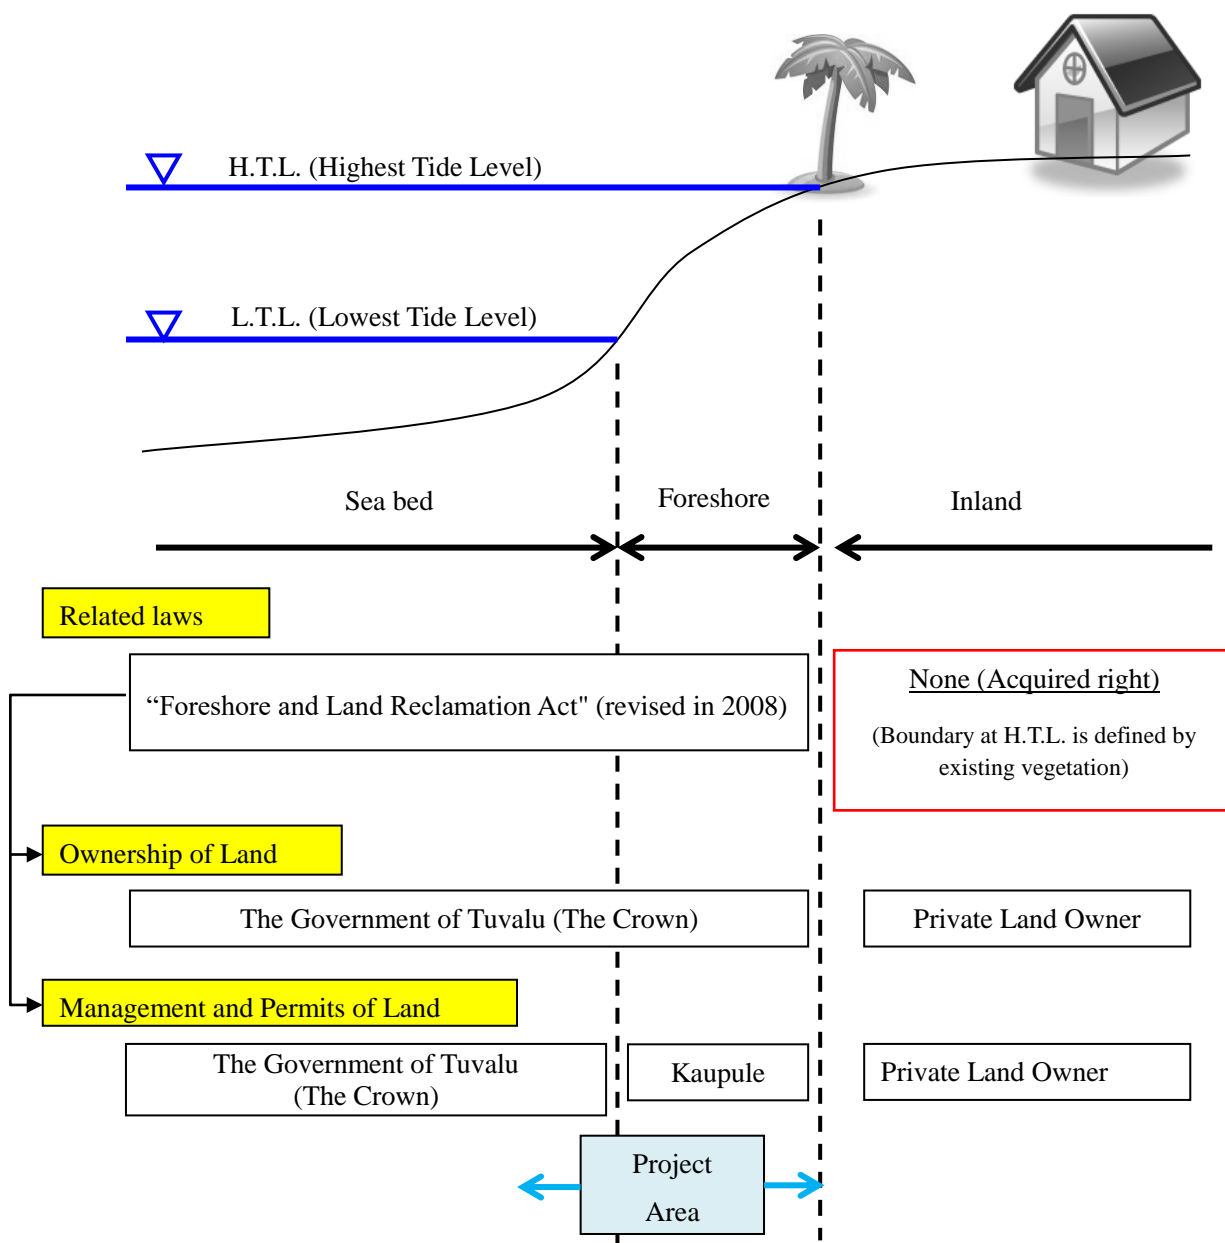 H.T.L. (Highest Tide Level)
L.T.L. (Lowest Tide Level)
Sea bed
Foreshore
Inland
Related laws
“Foreshore and Land Reclamation Act" (revised in 2008)
None (Acquired right)
(Boundary at H.T.L. is defined by
existing vegetation)
Ownership of Land
The Government of Tuvalu (The Crown)
Private Land Owner
Management and Permits of Land
The Government of Tuvalu
(The Crown)
Kaupule
Private Land Owner
Project
Area